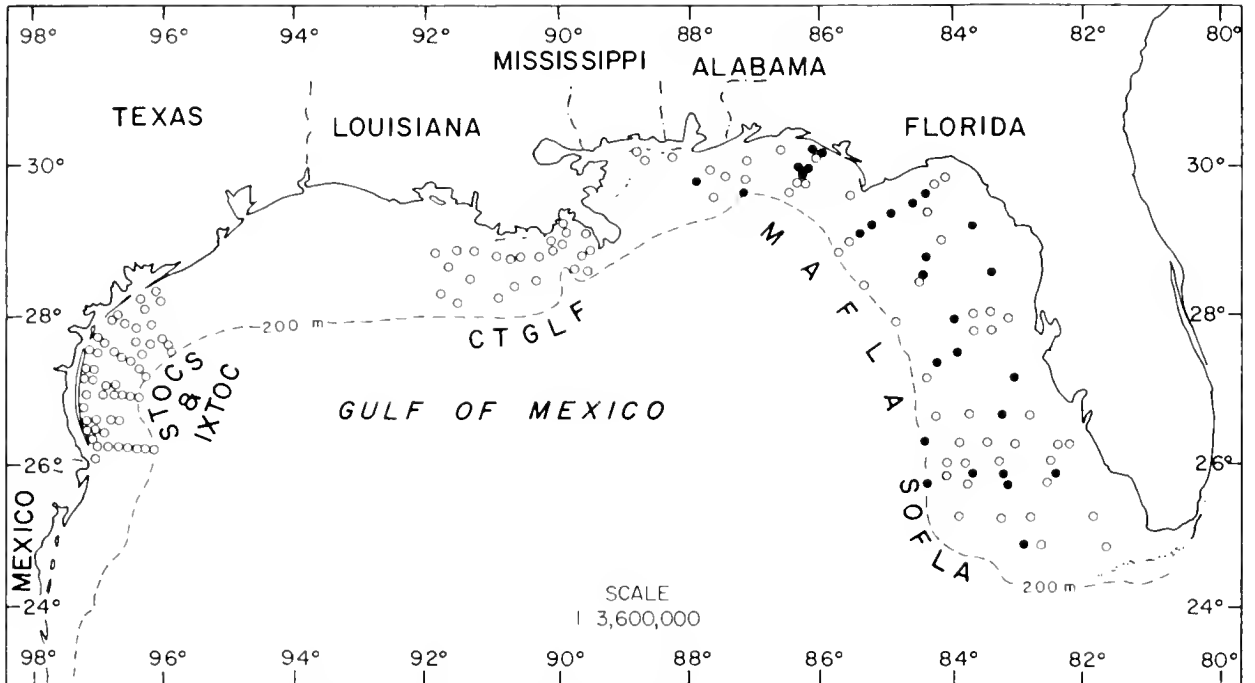 98° 96° 94° 92° 90° 88° 86° 84° 82° 80°
MISSISSIPPI
ALABAMA
TEXAS
LOUISIANA
FLORIDA
30° 30°
MAFLA
28° 28°
200 m
CTGLF
STOCS
&
IXTOC
GULF OF MEXICO
26° 26°
SOFLA
MEXICO
200 m
SCALE
1 3,600,000
24° 24°
98° 96° 94° 92° 90° 88° 86° 84° 82° 80°